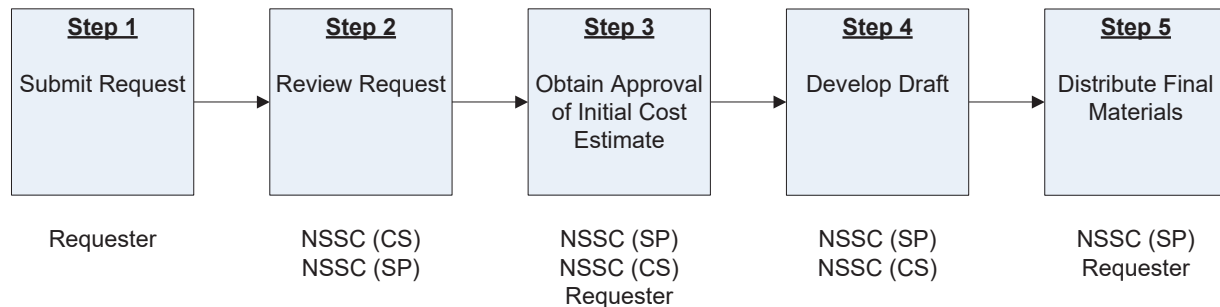 Step 1
Submit Request
Step 2
Review Request
Step 3
Obtain Approval
of Initial Cost
Estimate
Step 4
Develop Draft
Step 5
Distribute Final
Materials
Requester
NSSC (CS)
NSSC (SP)
NSSC (SP)
NSSC (CS)
Requester
NSSC (SP)
NSSC (CS)
NSSC (SP)
Requester